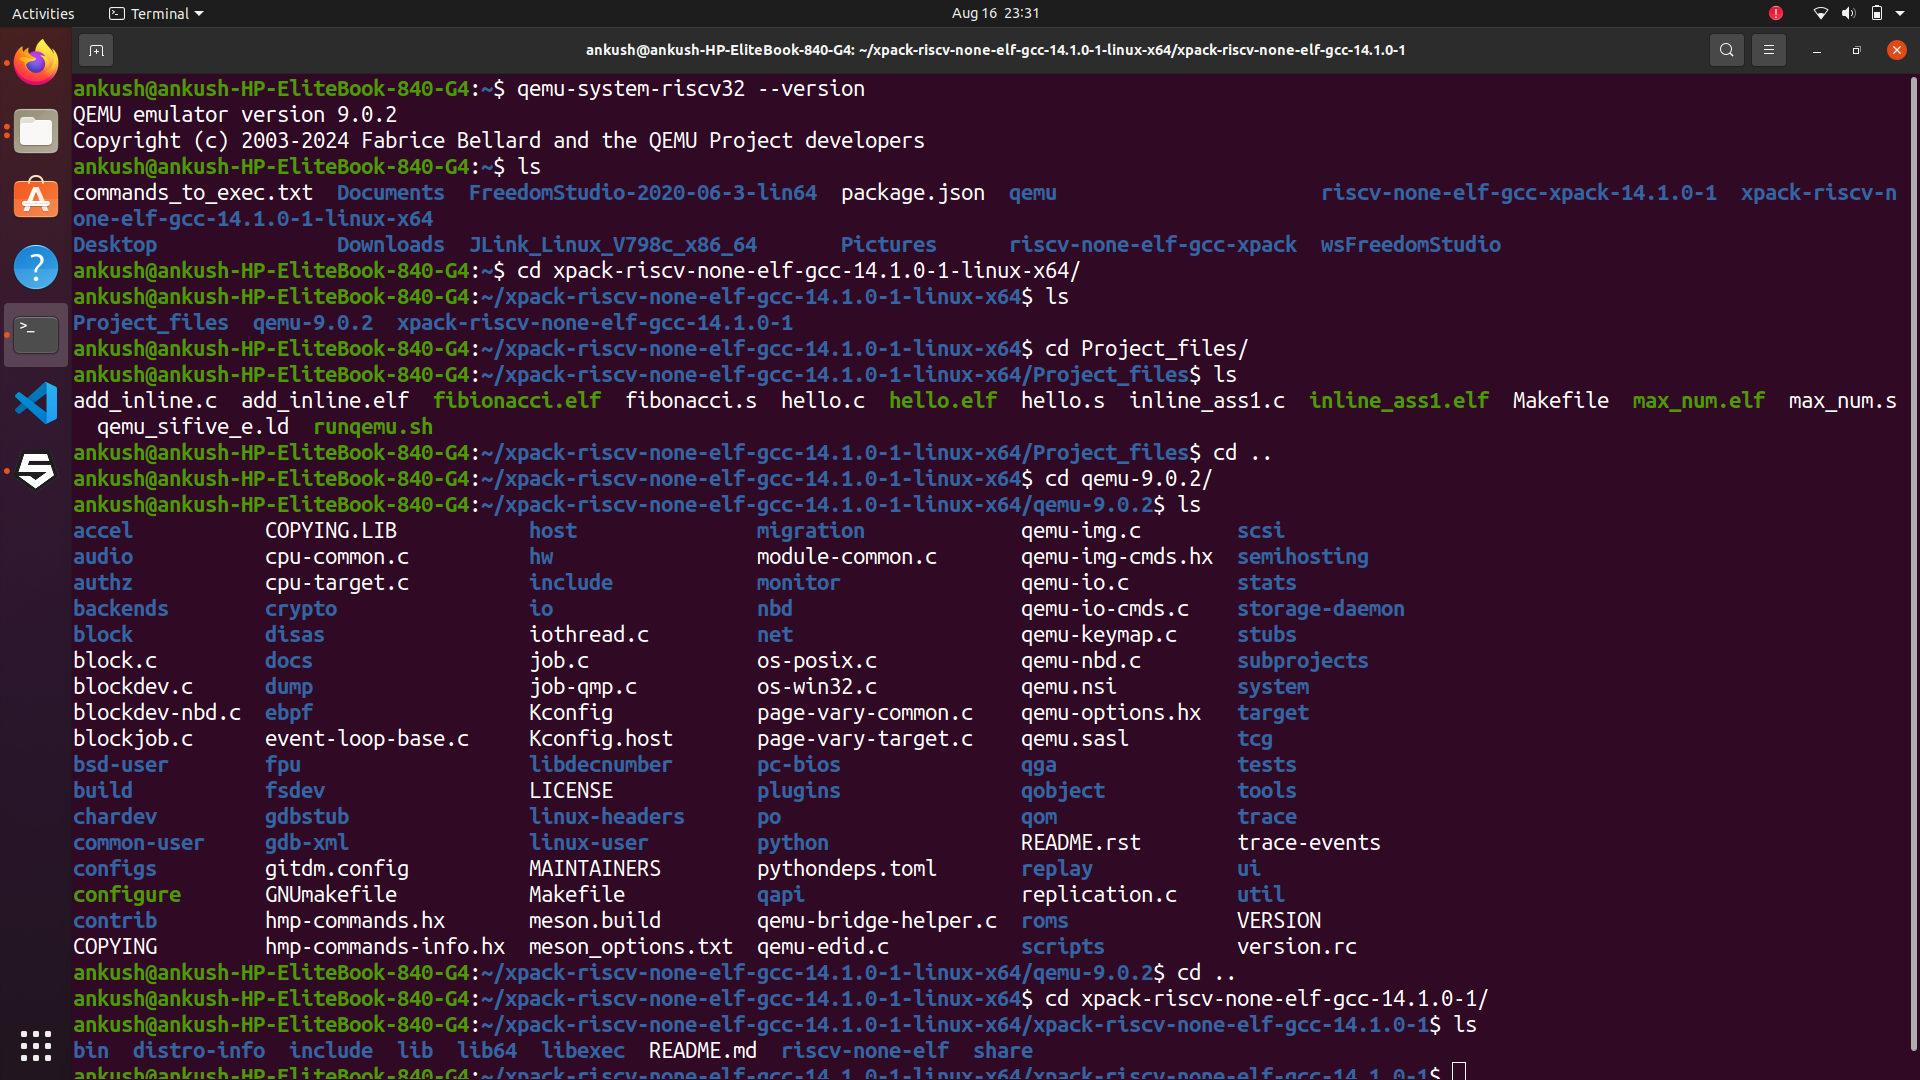 Activities Terminal Aug 16 23:31
ankush@ankush-HP-EliteBook-840-G4: ~/xpack-riscv-none-elf-gcc-14.1.0-1-linux-x64/xpack-riscv-none-elf-gcc-14.1.0-1
ankush@ankush-HP-EliteBook-840-G4:~$ qemu-system-riscv32 --version
QEMU emulator version 9.0.2
Copyright (c) 2003-2024 Fabrice Bellard and the QEMU Project developers
ankush@ankush-HP-EliteBook-840-G4:~$ ls
commands_to_exec.txt Documents FreedomStudio-2020-06-3-lin64 package.json qemu riscv-none-elf-gcc-xpack-14.1.0-1 xpack-riscv-n
one-elf-gcc-14.1.0-1-linux-x64
Desktop Downloads JLink_Linux_V798c_x86_64 Pictures riscv-none-elf-gcc-xpack wsFreedomStudio
ankush@ankush-HP-EliteBook-840-G4:~$ cd xpack-riscv-none-elf-gcc-14.1.0-1-linux-x64/
ankush@ankush-HP-EliteBook-840-G4:~/xpack-riscv-none-elf-gcc-14.1.0-1-linux-x64$ ls
Project_files qemu-9.0.2 xpack-riscv-none-elf-gcc-14.1.0-1
ankush@ankush-HP-EliteBook-840-G4:~/xpack-riscv-none-elf-gcc-14.1.0-1-linux-x64$ cd Project_files/
ankush@ankush-HP-EliteBook-840-G4:~/xpack-riscv-none-elf-gcc-14.1.0-1-linux-x64/Project_files$ ls
add_inline.c add_inline.elf fibionacci.elf fibonacci.s hello.c hello.elf hello.s inline_ass1.c inline_ass1.elf Makefile max_num.elf max_num.s
qemu_sifive_e.ld runqemu.sh
ankush@ankush-HP-EliteBook-840-G4:~/xpack-riscv-none-elf-gcc-14.1.0-1-linux-x64/Project_files$ cd ..
ankush@ankush-HP-EliteBook-840-G4:~/xpack-riscv-none-elf-gcc-14.1.0-1-linux-x64$ cd qemu-9.0.2/
ankush@ankush-HP-EliteBook-840-G4:~/xpack-riscv-none-elf-gcc-14.1.0-1-linux-x64/qemu-9.0.2$ ls
accel COPYING.LIB host migration qemu-img.c scsi
audio cpu-common.c hw module-common.c qemu-img-cmds.hx semihosting
authz cpu-target.c include monitor qemu-io.c stats
backends crypto io nbd qemu-io-cmds.c storage-daemon
block disas iothread.c net qemu-keymap.c stubs
block.c docs job.c os-posix.c qemu-nbd.c subprojects
blockdev.c dump job-qmp.c os-win32.c qemu.nsi system
blockdev-nbd.c ebpf Kconfig page-vary-common.c qemu-options.hx target
blockjob.c event-loop-base.c Kconfig.host page-vary-target.c qemu.sasl tcg
bsd-user fpu libdecnumber pc-bios qga tests
build fsdev LICENSE plugins qobject tools
chardev gdbstub linux-headers po qom trace
common-user gdb-xml linux-user python README.rst trace-events
configs gitdm.config MAINTAINERS pythondeps.toml replay ui
configure GNUmakefile Makefile qapi replication.c util
contrib hmp-commands.hx meson.build qemu-bridge-helper.c roms VERSION
COPYING hmp-commands-info.hx meson_options.txt qemu-edid.c scripts version.rc
ankush@ankush-HP-EliteBook-840-G4:~/xpack-riscv-none-elf-gcc-14.1.0-1-linux-x64/qemu-9.0.2$ cd ..
ankush@ankush-HP-EliteBook-840-G4:~/xpack-riscv-none-elf-gcc-14.1.0-1-linux-x64$ cd xpack-riscv-none-elf-gcc-14.1.0-1/
ankush@ankush-HP-EliteBook-840-G4:~/xpack-riscv-none-elf-gcc-14.1.0-1-linux-x64/xpack-riscv-none-elf-gcc-14.1.0-1$ ls
bin distro-info include lib lib64 libexec README.md riscv-none-elf share
ankush@ankush-HP-EliteBook-840-G4:~/xpack-riscv-none-elf-gcc-14.1.0-1-linux-x64/xpack-riscv-none-elf-gcc-14.1.0-1$